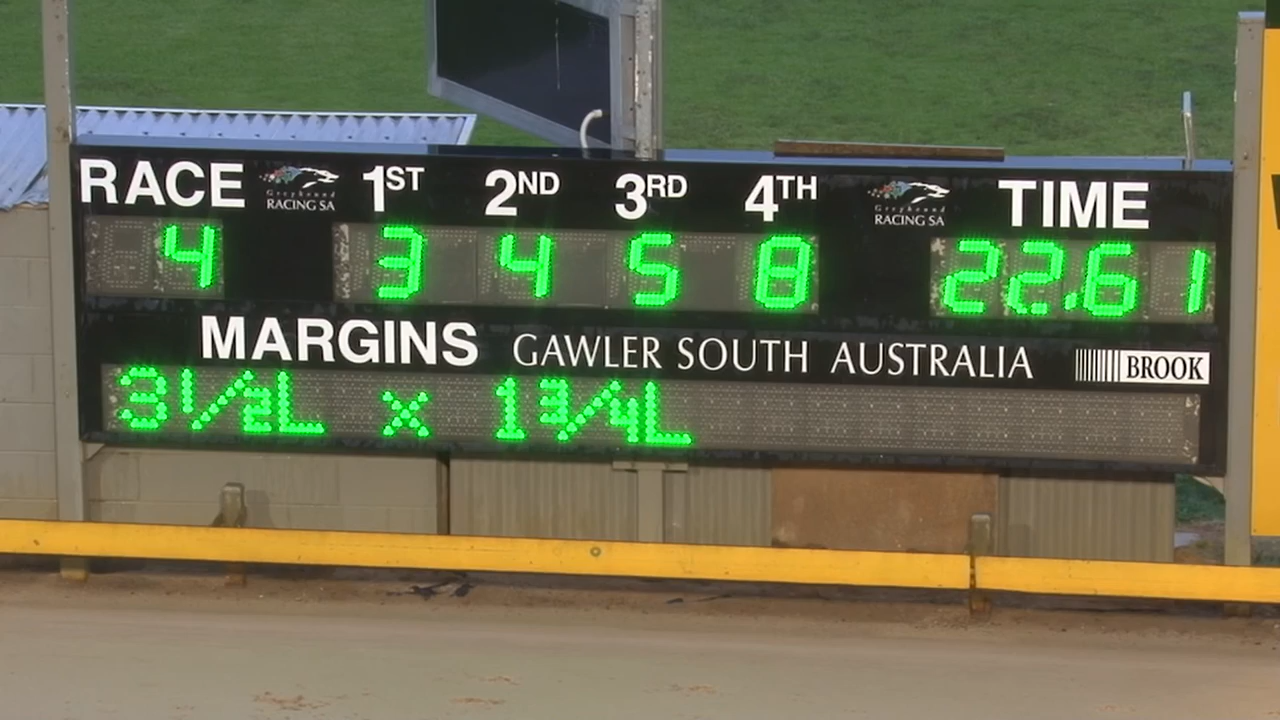 RACE Greyhound RACING SA 1ST 2ND 3RD 4TH Greyhound RACING SA TIME
4 3 4 5 8 22.61
MARGINS GAWLER SOUTH AUSTRALIA BROOK
3½L x 1¾L